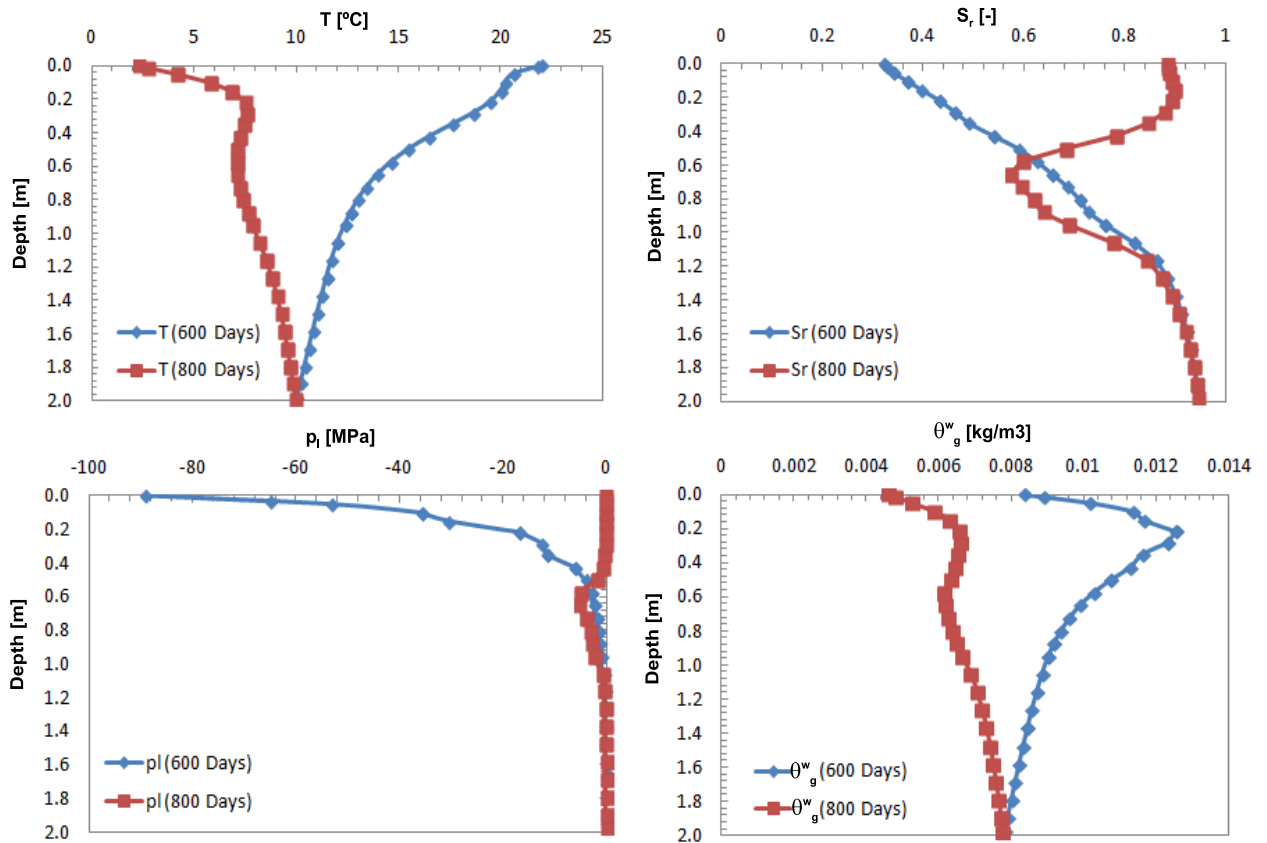 T [ºC]
0 5 10 15 20 25
0.0
0.2
0.4
0.6
0.8
1.0
1.2
1.4
1.6
1.8
2.0
Depth [m]
T (600 Days)
T (800 Days)
Sr [-]
0 0.2 0.4 0.6 0.8 1
0.0
0.2
0.4
0.6
0.8
1.0
1.2
1.4
1.6
1.8
2.0
Depth [m]
Sr (600 Days)
Sr (800 Days)
pl [MPa]
-100 -80 -60 -40 -20 0
0.0
0.2
0.4
0.6
0.8
1.0
1.2
1.4
1.6
1.8
2.0
Depth [m]
pl (600 Days)
pl (800 Days)
θwg [kg/m3]
0 0.002 0.004 0.006 0.008 0.01 0.012 0.014
0.0
0.2
0.4
0.6
0.8
1.0
1.2
1.4
1.6
1.8
2.0
Depth [m]
θwg (600 Days)
θwg (800 Days)